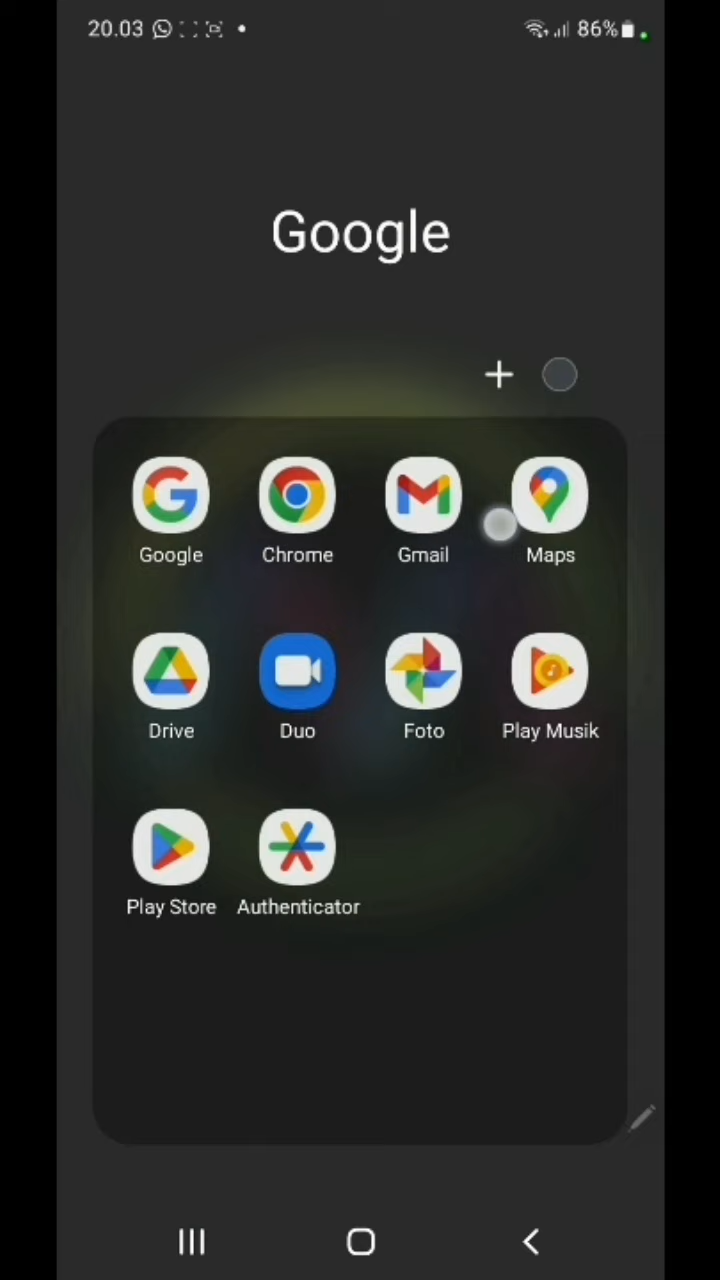 20.03 86%
Google
Google Chrome Gmail Maps
Drive Duo Foto Play Musik
Play Store Authenticator